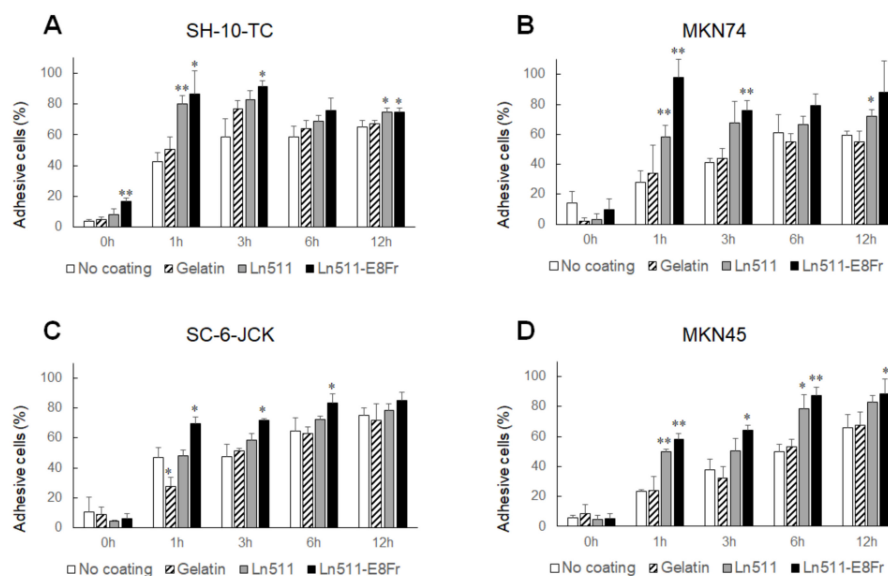 A
SH-10-TC
Adhesive cells (%)
100
80
60
40
20
0
** ** * * * *
0h 1h 3h 6h 12h
No coating Gelatin Ln511 Ln511-E8Fr
B
MKN74
Adhesive cells (%)
100
80
60
40
20
0
** ** ** *
0h 1h 3h 6h 12h
No coating Gelatin Ln511 Ln511-E8Fr
C
SC-6-JCK
Adhesive cells (%)
100
80
60
40
20
0
* * * *
0h 1h 3h 6h 12h
No coating Gelatin Ln511 Ln511-E8Fr
D
MKN45
Adhesive cells (%)
100
80
60
40
20
0
** ** * * ** *
0h 1h 3h 6h 12h
No coating Gelatin Ln511 Ln511-E8Fr